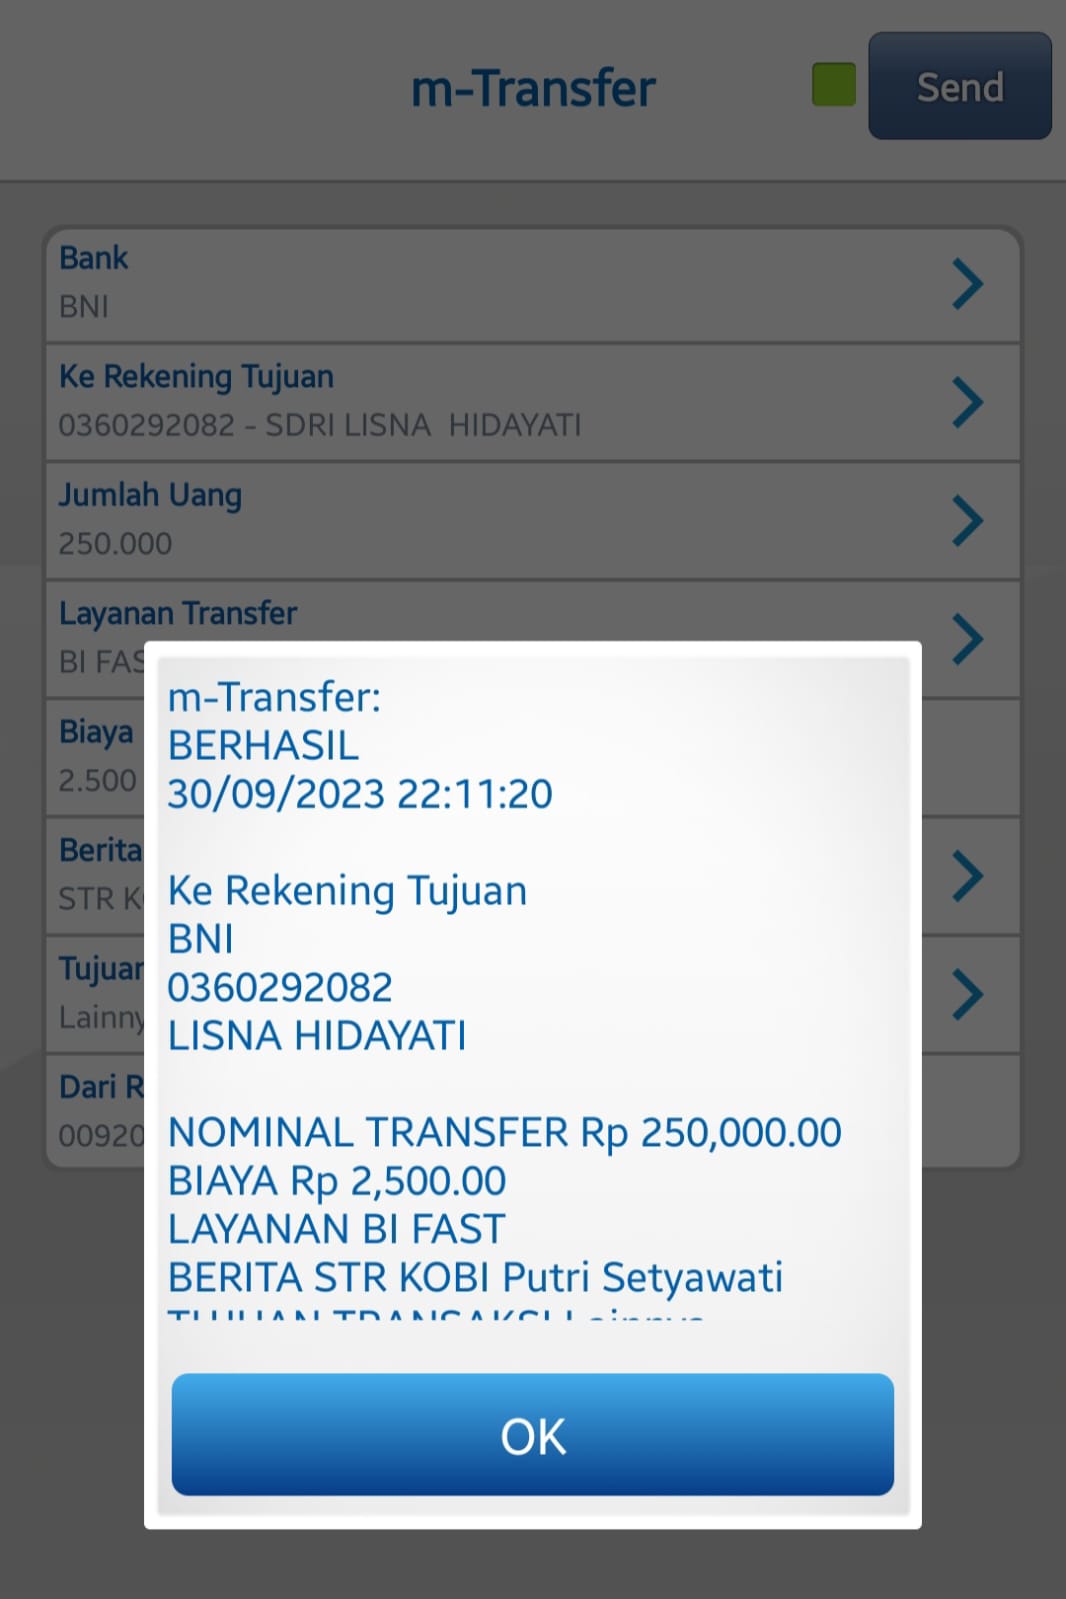 m-Transfer
Send
Bank
BNI
Ke Rekening Tujuan
0360292082 - SDRI LISNA HIDAYATI
Jumlah Uang
250.000
Layanan Transfer
BI FAS
Biaya
2.500
Berita
STR K
Tujuan
Lainny
Dari R
00920
m-Transfer:
BERHASIL
30/09/2023 22:11:20
Ke Rekening Tujuan
BNI
0360292082
LISNA HIDAYATI
NOMINAL TRANSFER Rp 250,000.00
BIAYA Rp 2,500.00
LAYANAN BI FAST
BERITA STR KOBI Putri Setyawati
TUJUAN TRANSAKSI Lainnya
OK